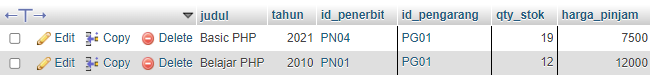 judul tahun id_penerbit id_pengarang qty_stok harga_pinjam
Edit Copy Delete Basic PHP 2021 PN04 PG01 19 7500
Edit Copy Delete Belajar PHP 2010 PN01 PG01 12 12000